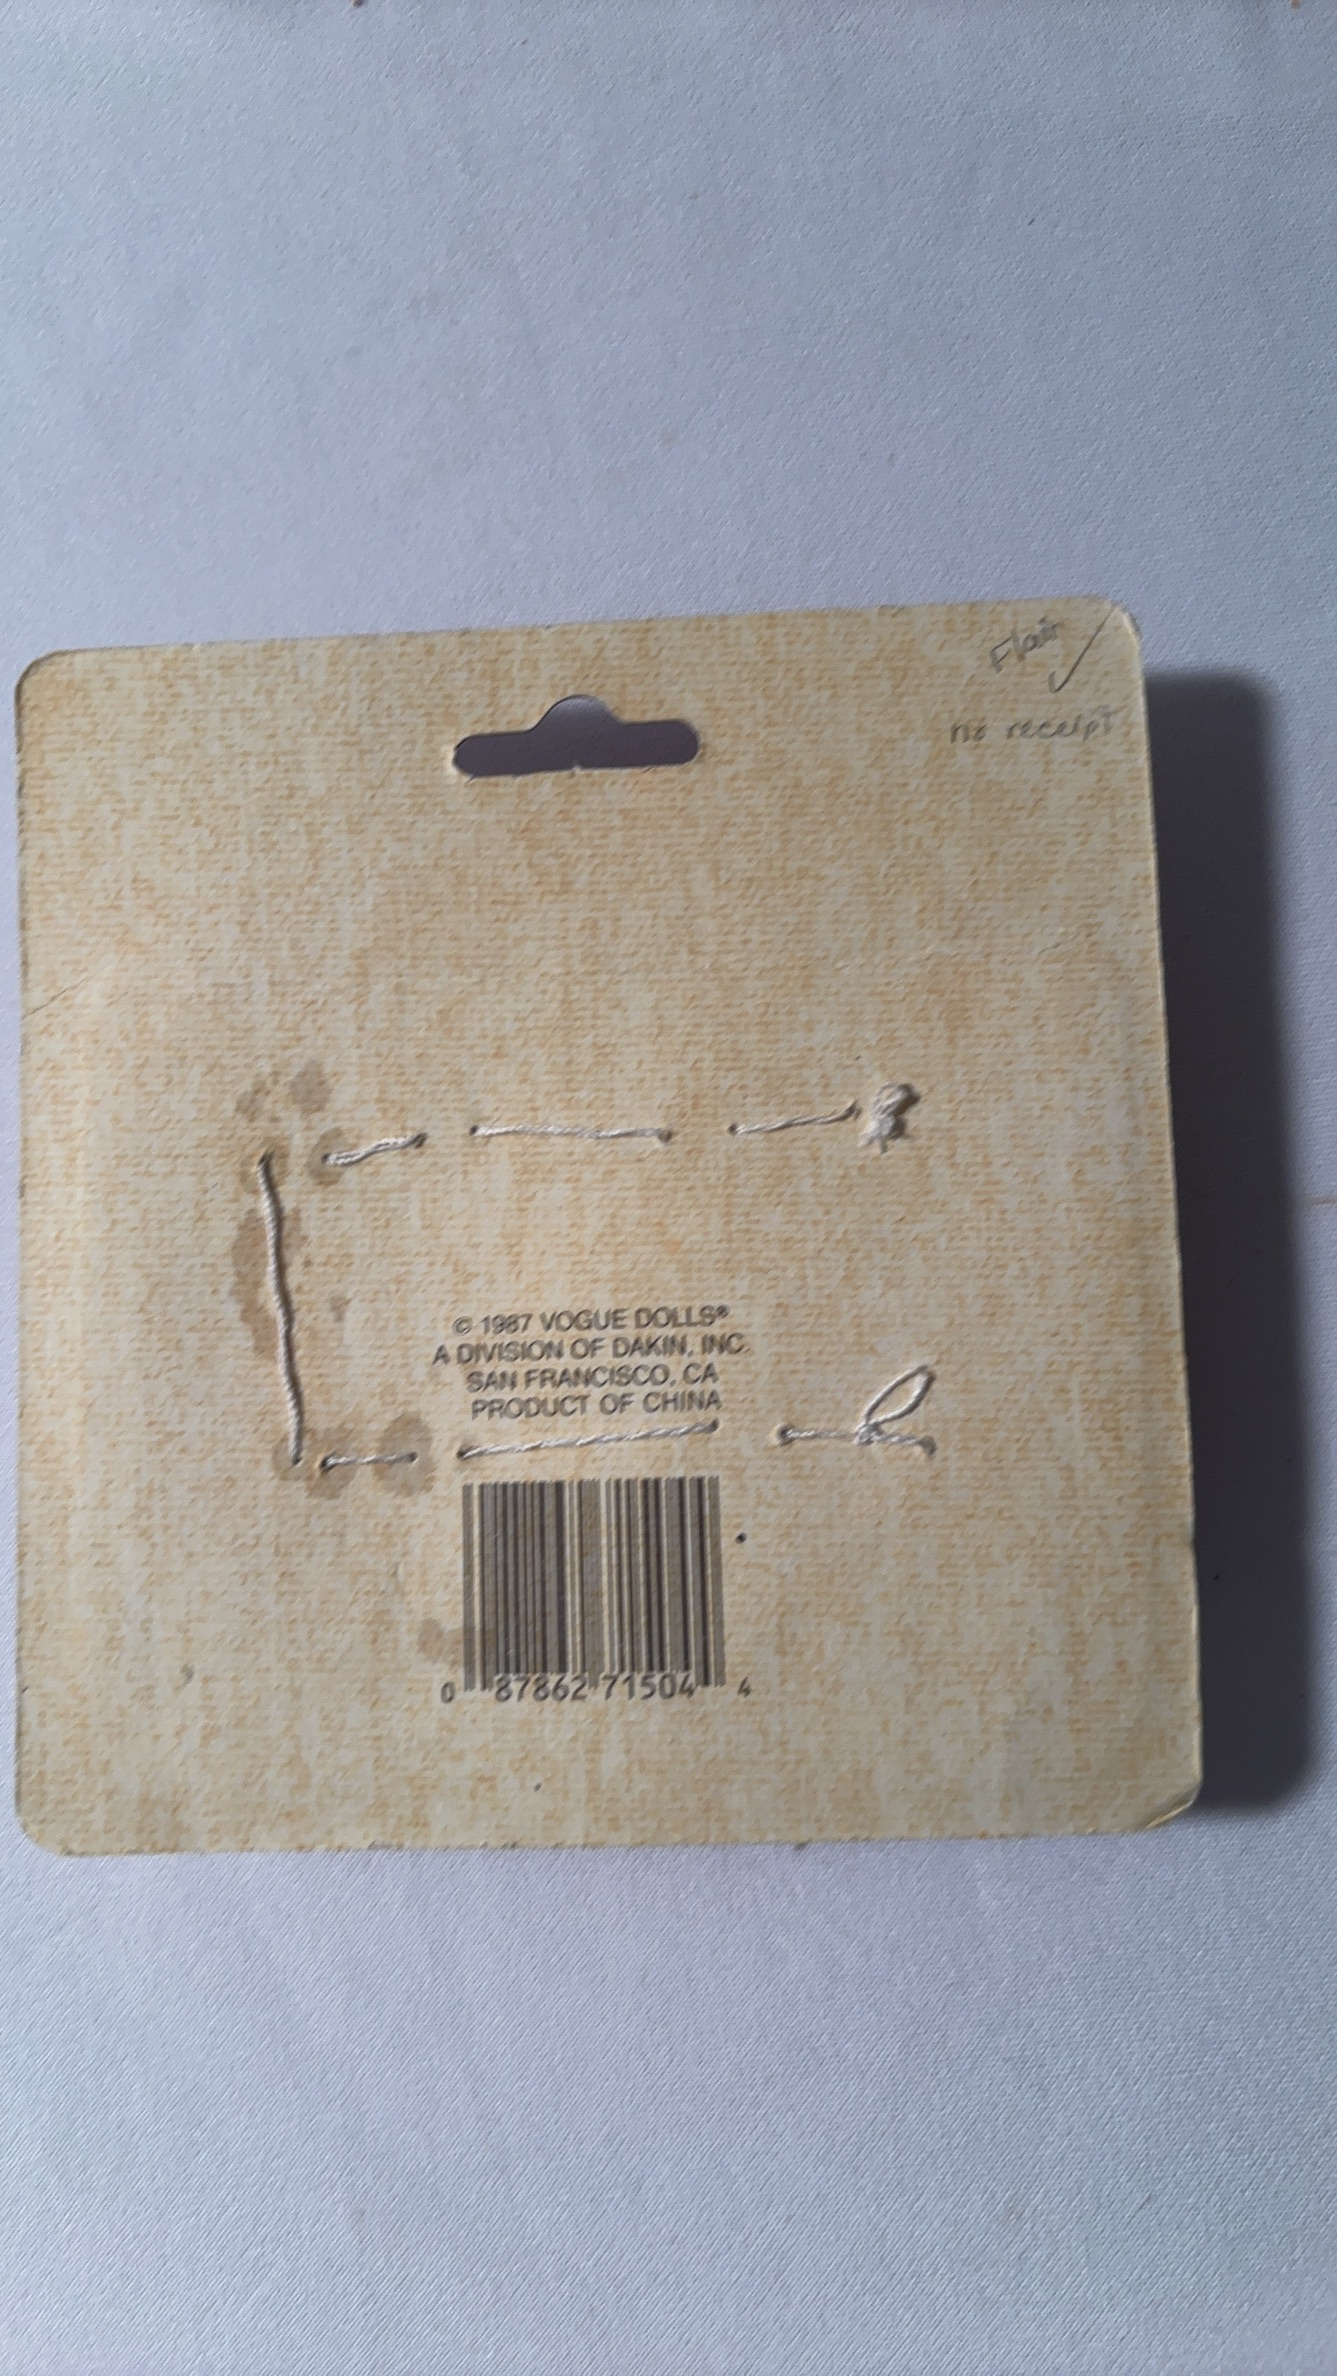 Flair
no receipt
© 1987 VOGUE DOLLS®
A DIVISION OF DAKIN, INC.
SAN FRANCISCO, CA
PRODUCT OF CHINA
0 87862 71504 4